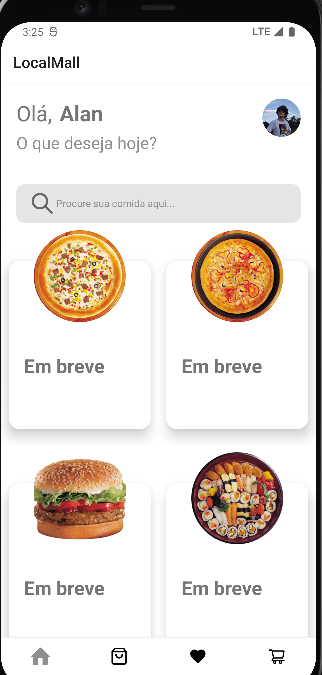 3:25
LTE
LocalMall
Olá, Alan
O que deseja hoje?
Procure sua comida aqui...
Em breve
Em breve
Em breve
Em breve